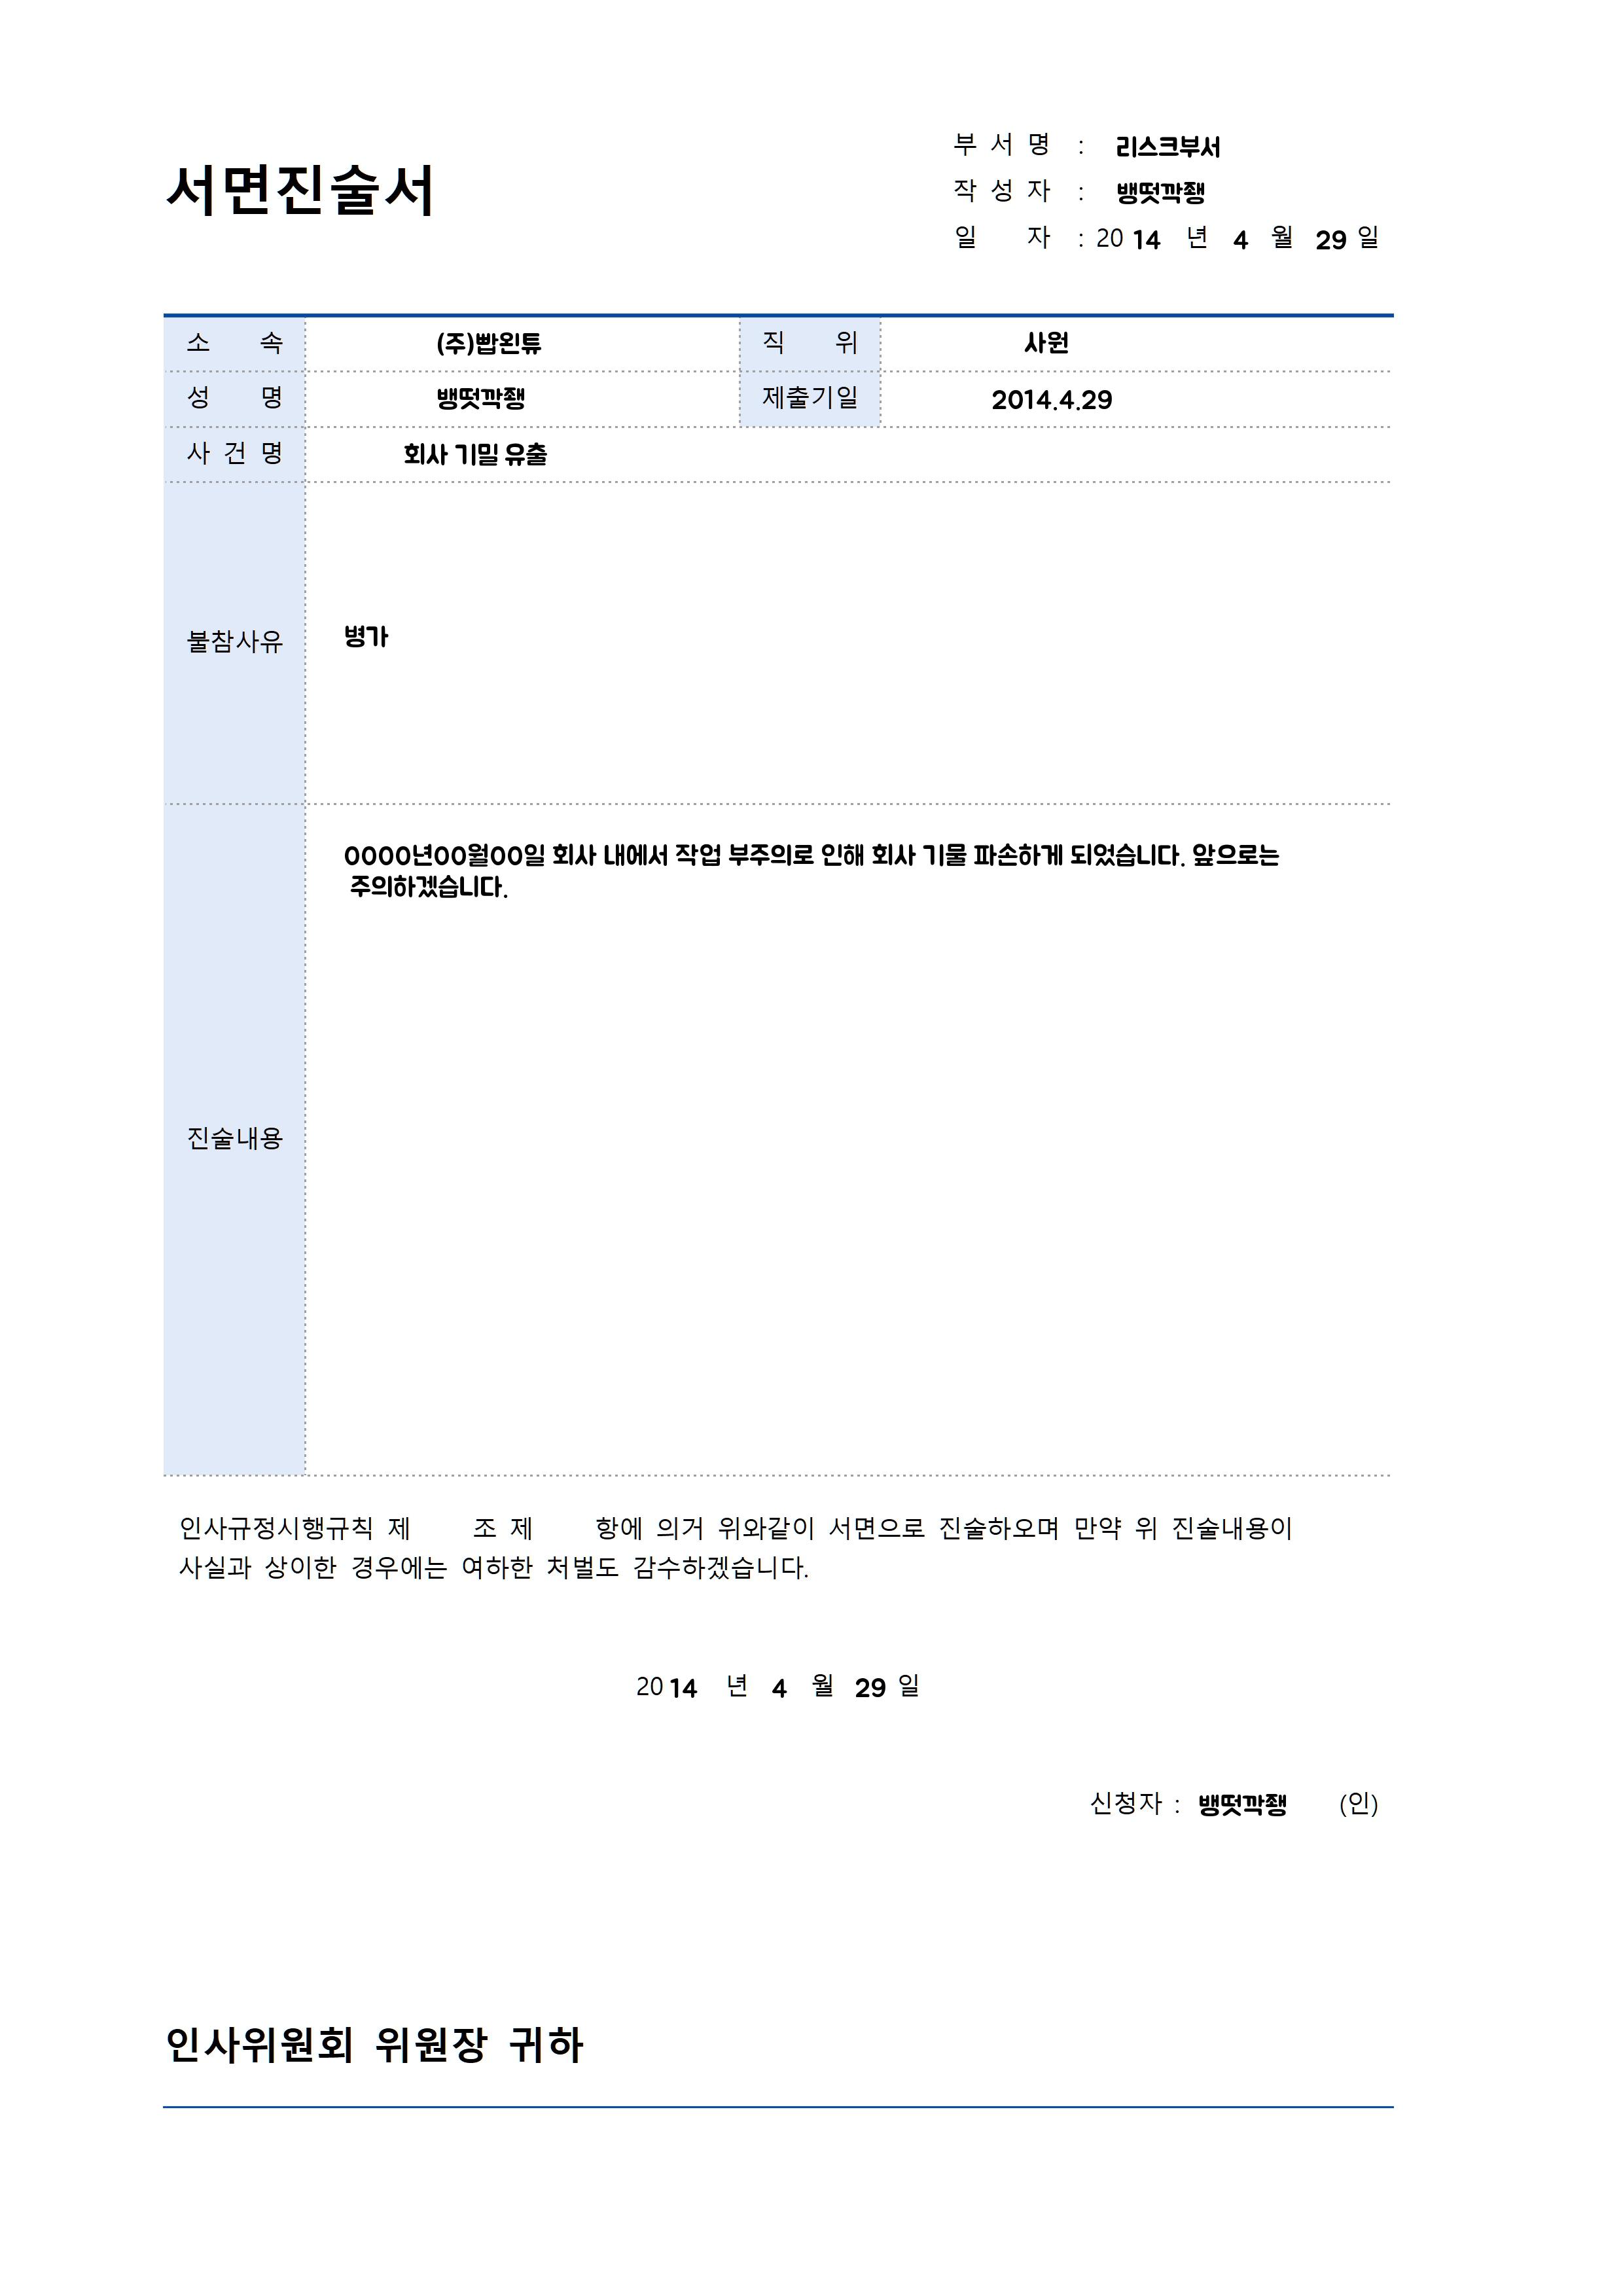 서면진술서
부 서 명 : 리스크부서
작 성 자 : 뱅떳깍좽
일 자 : 20 14 년 4 월 29 일
소 속 (주)빱왼튜 직 위 사원
성 명 뱅떳깍좽 제출기일 2014.4.29
사 건 명 회사 기밀 유출
불참사유 병가
0000년00월00일 회사 내에서 작업 부주의로 인해 회사 기물 파손하게 되었습니다. 앞으로는
주의하겠습니다.
진술내용
인사규정시행규칙 제 조 제 항에 의거 위와같이 서면으로 진술하오며 만약 위 진술내용이
사실과 상이한 경우에는 여하한 처벌도 감수하겠습니다.
20 14 년 4 월 29 일
신청자 : 뱅떳깍좽 (인)
인사위원회 위원장 귀하